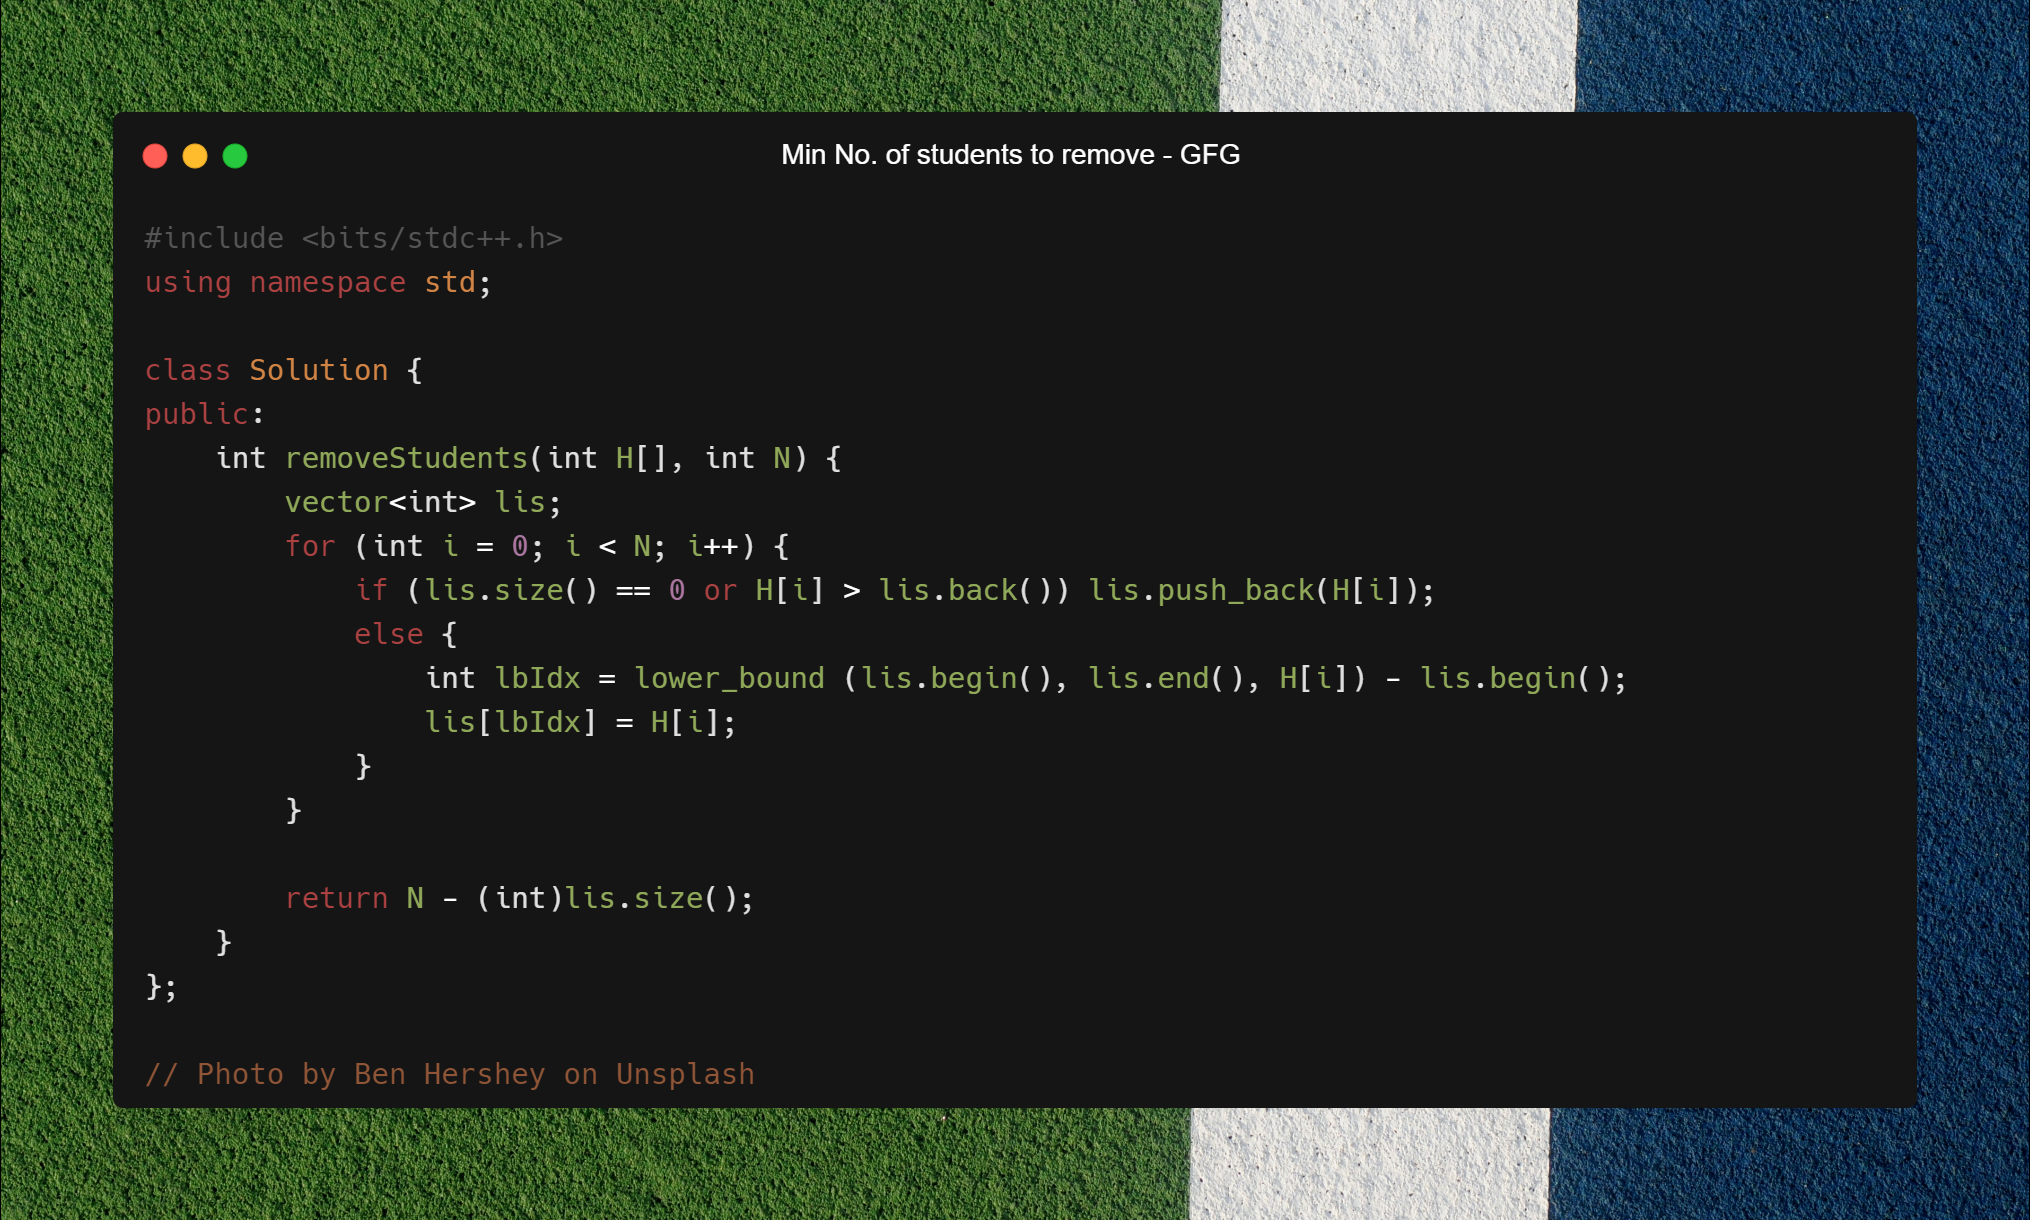 Min No. of students to remove - GFG
#include <bits/stdc++.h>
using namespace std;
class Solution {
public:
    int removeStudents(int H[], int N) {
        vector<int> lis;
        for (int i = 0; i < N; i++) {
            if (lis.size() == 0 or H[i] > lis.back()) lis.push_back(H[i]);
            else {
                int lbIdx = lower_bound (lis.begin(), lis.end(), H[i]) - lis.begin();
                lis[lbIdx] = H[i];
            }
        }
        return N - (int)lis.size();
    }
};
// Photo by Ben Hershey on Unsplash